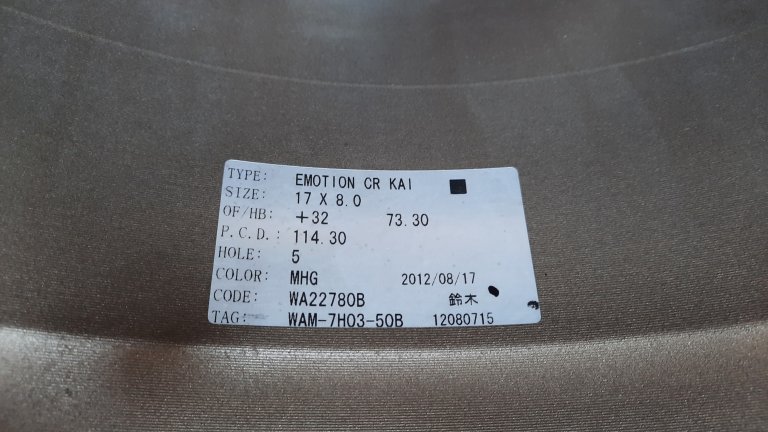 TYPE: EMOTION CR KAI
SIZE: 17 X 8.0
OF/HB: +32 73.30
P.C.D.: 114.30
HOLE: 5
COLOR: MHG 2012/08/17
CODE: WA22780B 鈴木
TAG: WAM-7H03-50B 12080715